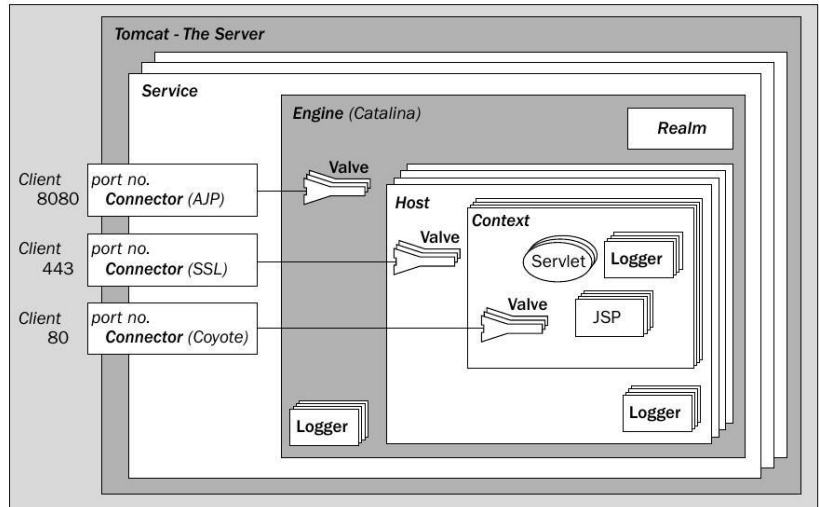 Tomcat - The Server
Service
Engine (Catalina)
Realm
Valve
Client
8080
port no.
Connector (AJP)
Host
Context
Valve
Servlet
Logger
Client
443
port no.
Connector (SSL)
Valve
JSP
Client
80
port no.
Connector (Coyote)
Logger
Logger